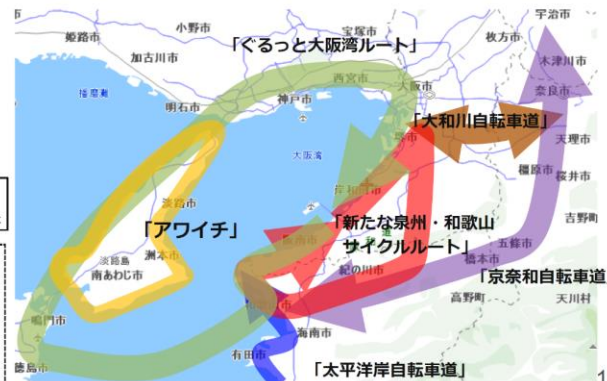 宇治市
小野市
宝塚市
枚方市
姫路市
「ぐるっと大阪湾ルート」
加古川市
木津川市
西宮市
大阪市
奈良市
播磨灘
神戸市
明石市
「大和川自転車道」
堺市
天理市
大阪湾
橿原市
桜井市
淡路市
岸和田市
「アワイチ」
「新たな泉州・和歌山
サイクルルート」
吉野町
阪南市
洲本市
淡路島
南あわじ市
紀の川市
五條市
橋本市
「京奈和自転車道
高野町
天川村
鳴門市
海南市
有田市
徳島市
「太平洋岸自転車道」
1